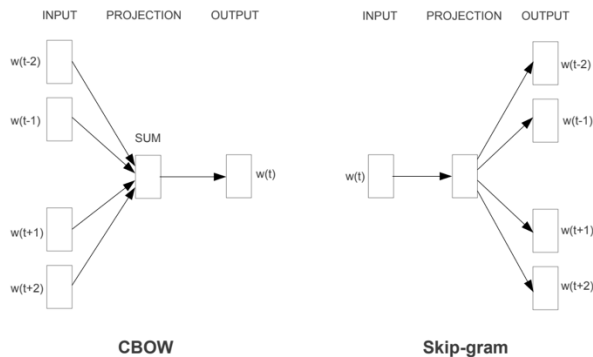 INPUT PROJECTION OUTPUT
w(t-2)
w(t-1)
SUM
w(t)
w(t+1)
w(t+2)
CBOW
INPUT PROJECTION OUTPUT
w(t-2)
w(t-1)
w(t)
w(t+1)
w(t+2)
Skip-gram